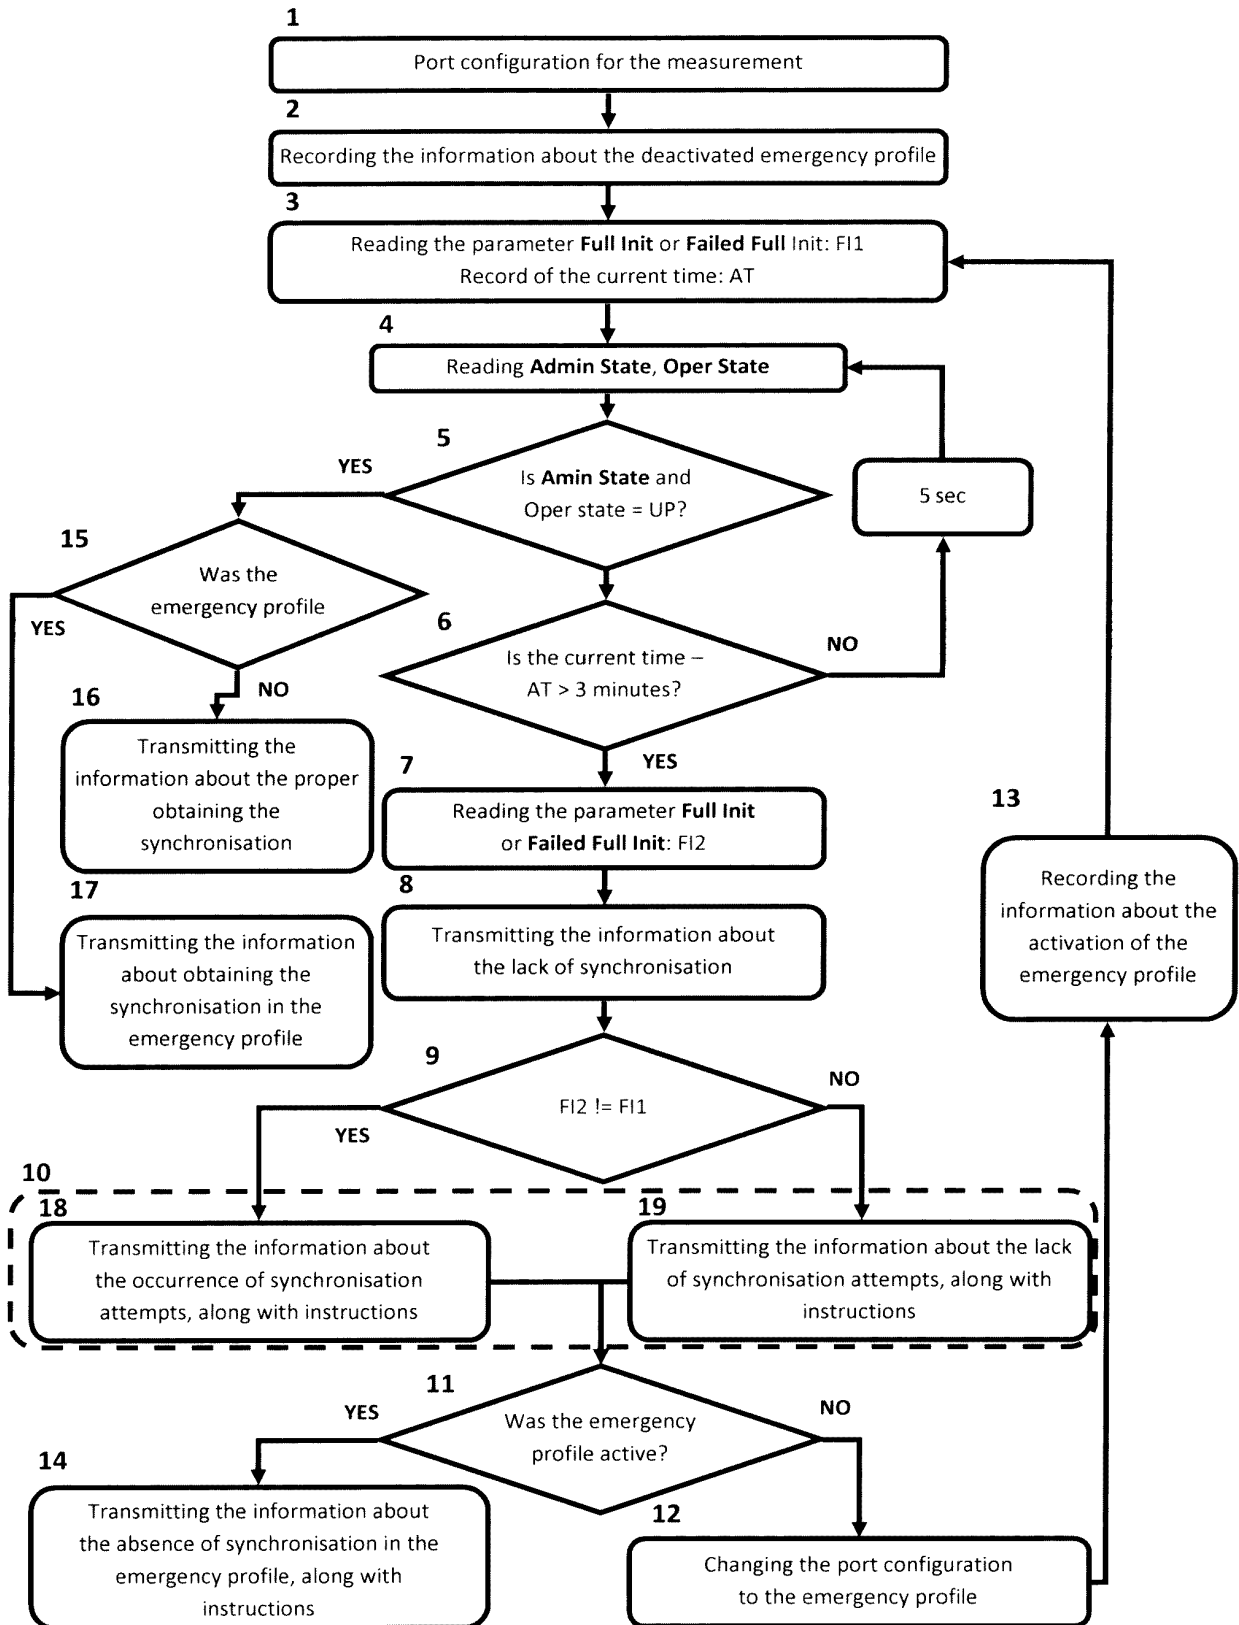 1
Port configuration for the measurement
2
Recording the information about the deactivated emergency profile
3
Reading the parameter Full Init or Failed Full Init: FI1
Record of the current time: AT
4
Reading Admin State, Oper State
5
YES
Is Amin State and
Oper state = UP?
5 sec
15
Was the
emergency profile
YES
NO
6
Is the current time –
AT > 3 minutes?
NO
YES
16
Transmitting the
information about the proper
obtaining the
synchronisation
7
Reading the parameter Full Init
or Failed Full Init: FI2
13
Recording the
information about the
activation of the
emergency profile
17
Transmitting the information
about obtaining the
synchronisation in the
emergency profile
8
Transmitting the information about
the lack of synchronisation
9
FI2 != FI1
YES
NO
10
18
Transmitting the information about
the occurrence of synchronisation
attempts, along with instructions
19
Transmitting the information about the lack
of synchronisation attempts, along with
instructions
11
YES
Was the emergency
profile active?
NO
14
Transmitting the information about
the absence of synchronisation in the
emergency profile, along with
instructions
12
Changing the port configuration
to the emergency profile